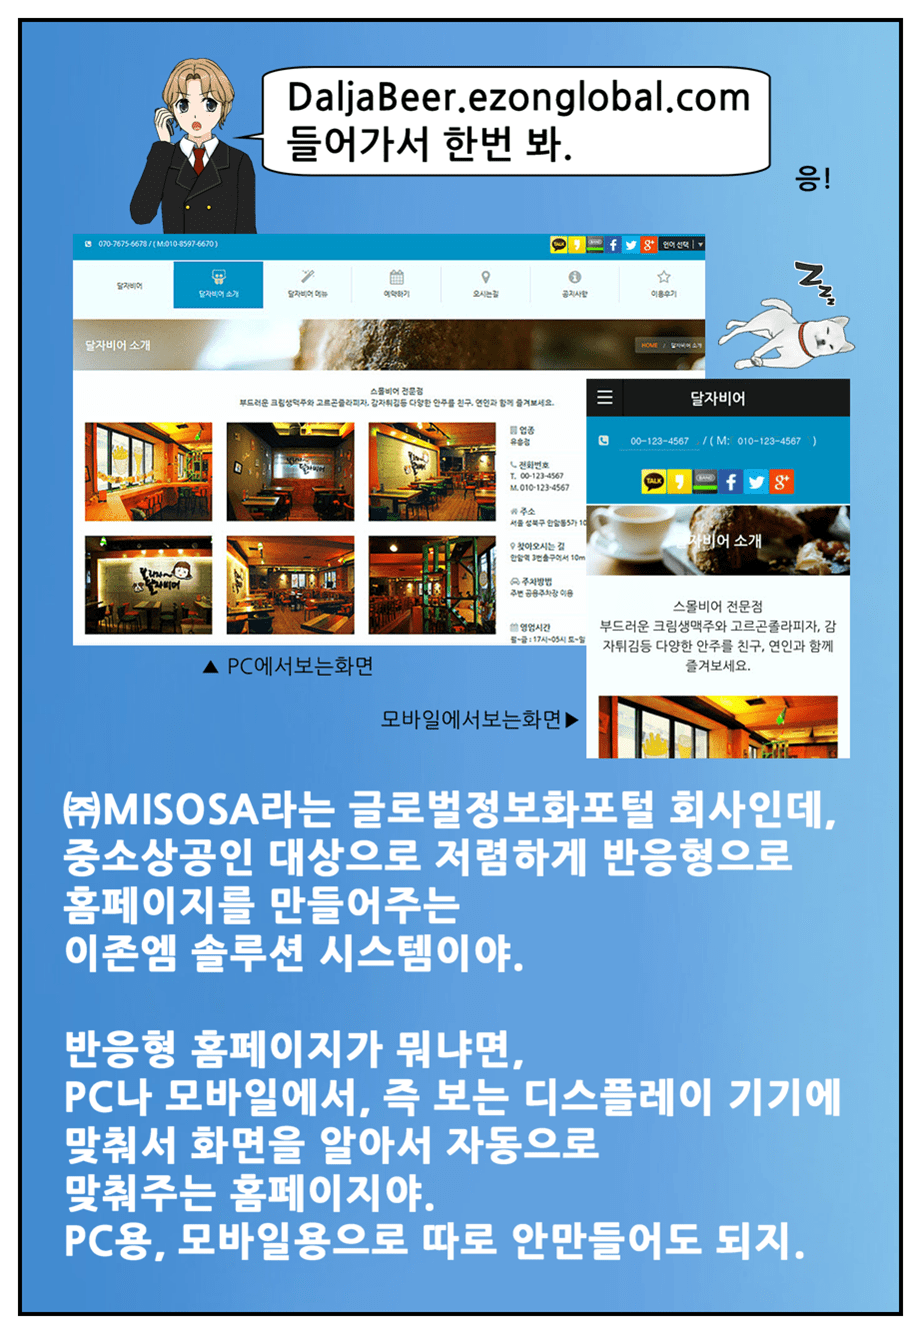 DaljaBeer.ezonglobal.com
들어가서 한번 봐.
응!
Zzz
070-7675-6678 / ( M:010-8597-6670 )
TALK BAND f g+ 언어 선택 | ▼
달자비어 달자비어 소개 달자비어 메뉴 예약하기 오시는길 공지사항 이용후기
달자비어 소개
HOME / 달자비어 소개
스몰비어 전문점
부드러운 크림생맥주와 고르곤졸라피자, 감자튀김등 다양한 안주를 친구, 연인과 함께 즐겨보세요.
업종
유흥점
전화번호
T. 00-123-4567
M. 010-123-4567
주소
서울 성북구 안암동5가 10
찾아오시는 길
안암역 3번출구에서 10m
주차방법
주변 공용주차장 이용
영업시간
월~금 : 17시~05시 토~일
달자비어
▲ PC에서보는화면
달자비어
00-123-4567 / ( M: 010-123-4567 )
TALK BAND f g+
달자비어 소개
스몰비어 전문점
부드러운 크림생맥주와 고르곤졸라피자, 감
자튀김등 다양한 안주를 친구, 연인과 함께
즐겨보세요.
모바일에서보는화면▶
㈜MISOSA라는 글로벌정보화포털 회사인데,
중소상공인 대상으로 저렴하게 반응형으로
홈페이지를 만들어주는
이존엠 솔루션 시스템이야.
반응형 홈페이지가 뭐냐면,
PC나 모바일에서, 즉 보는 디스플레이 기기에
맞춰서 화면을 알아서 자동으로
맞춰주는 홈페이지야.
PC용, 모바일용으로 따로 안만들어도 되지.